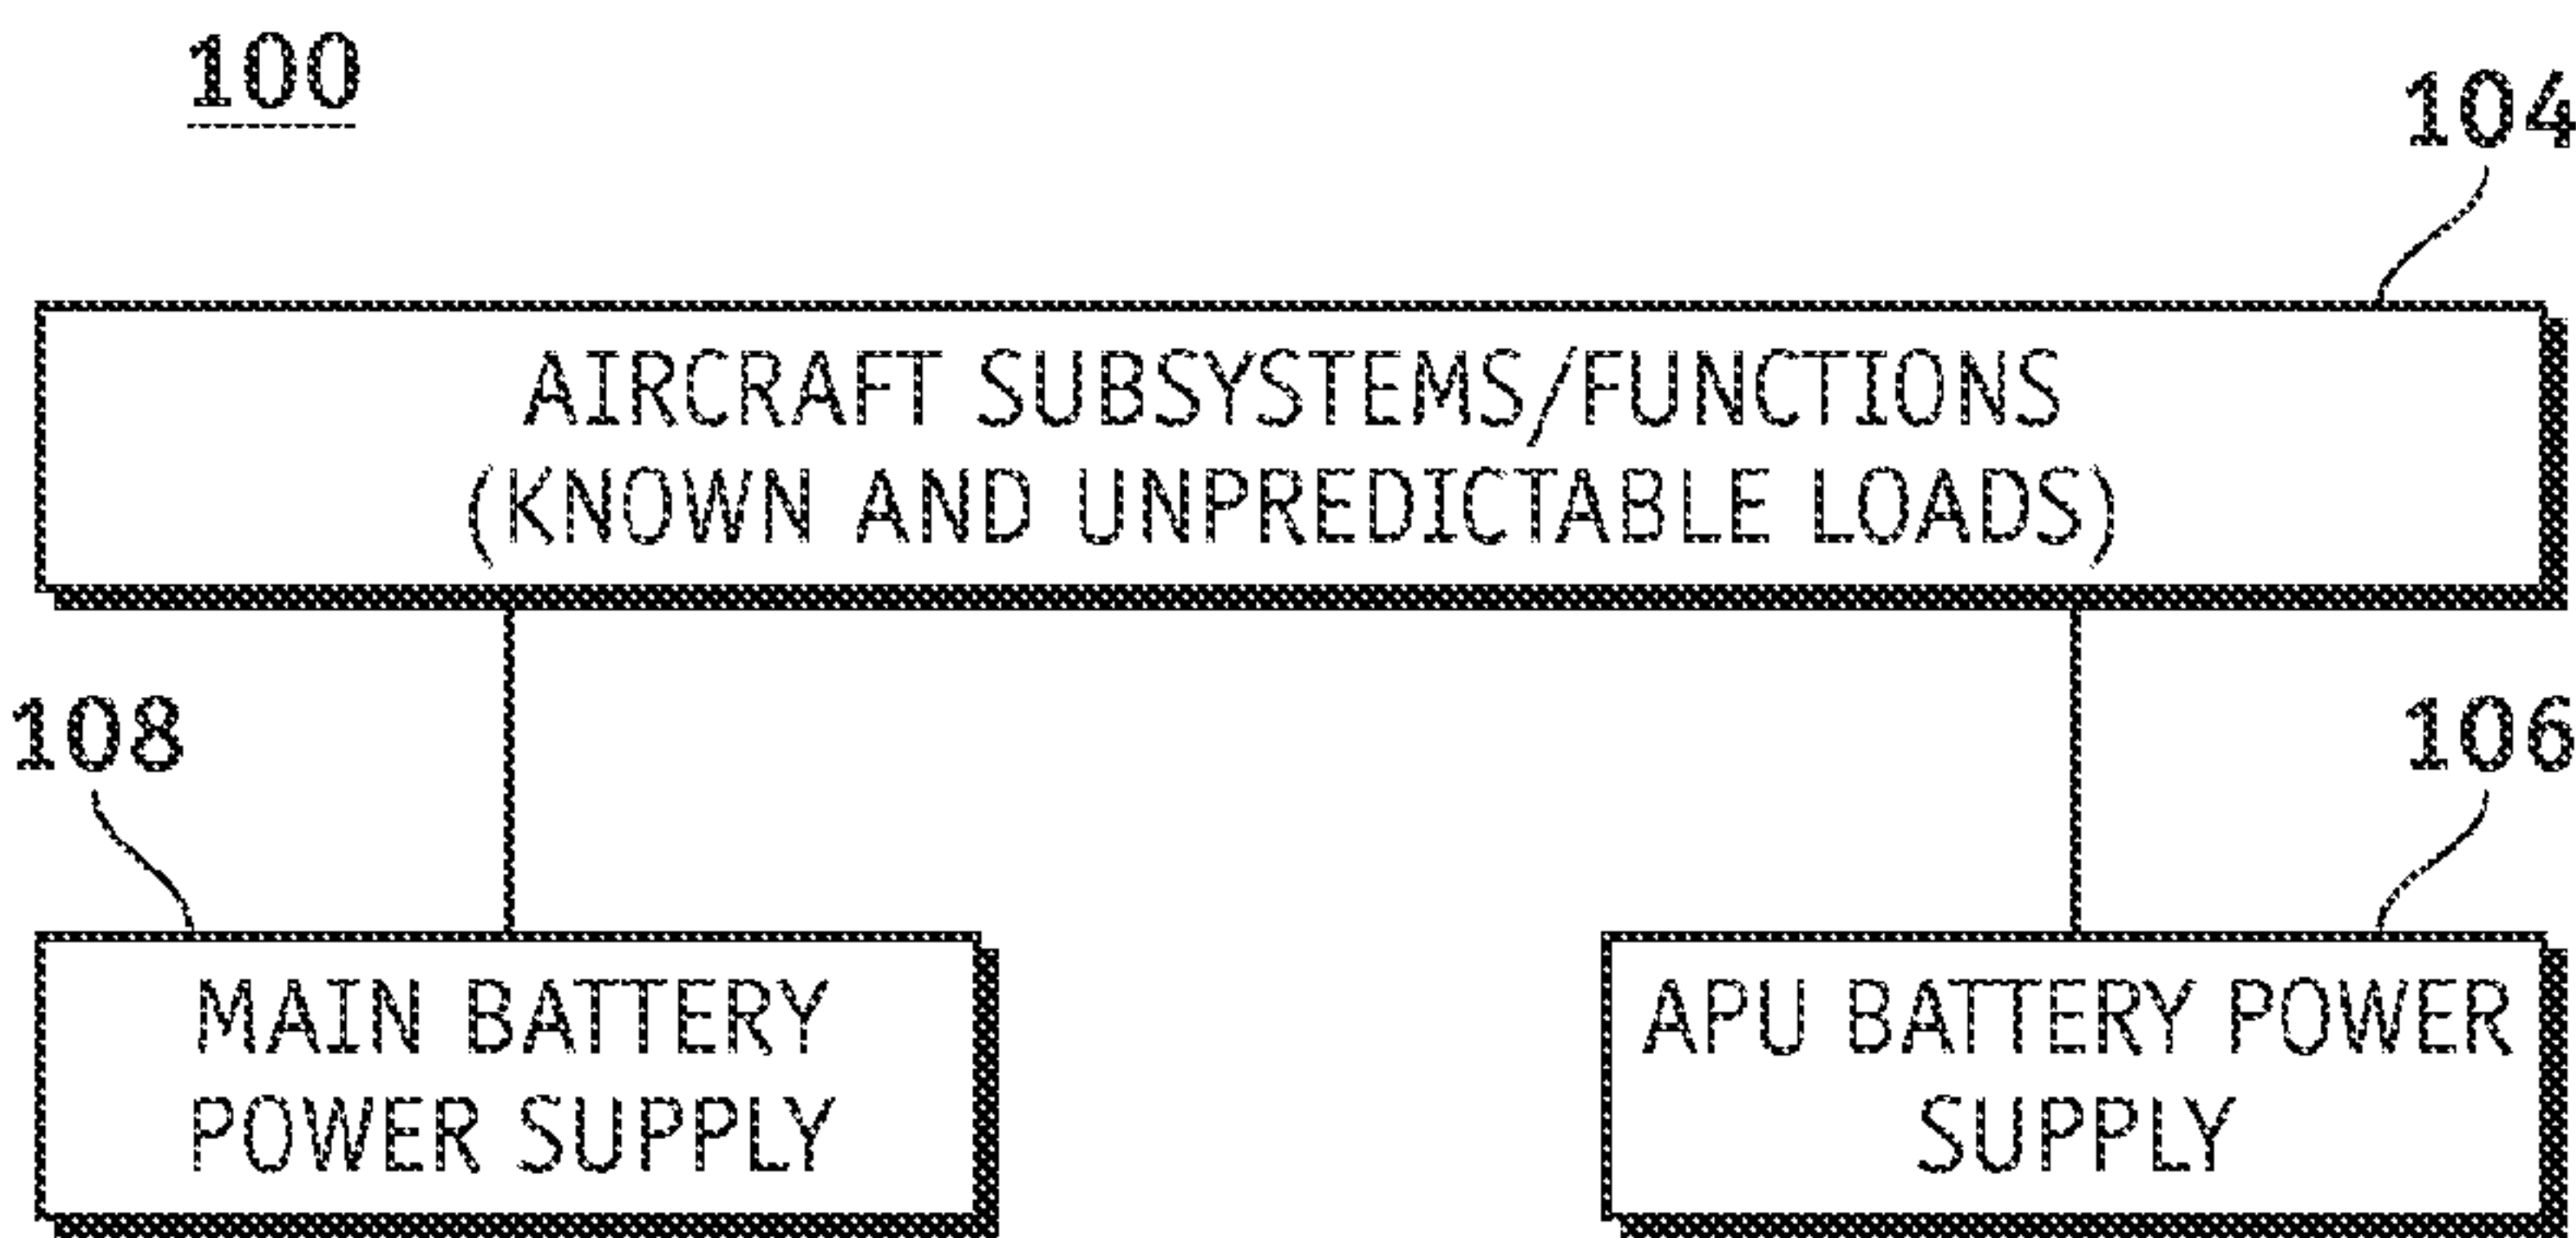 100
104
AIRCRAFT SUBSYSTEMS/FUNCTIONS
(KNOWN AND UNPREDICTABLE LOADS)
108
106
MAIN BATTERY
POWER SUPPLY
APU BATTERY POWER
SUPPLY